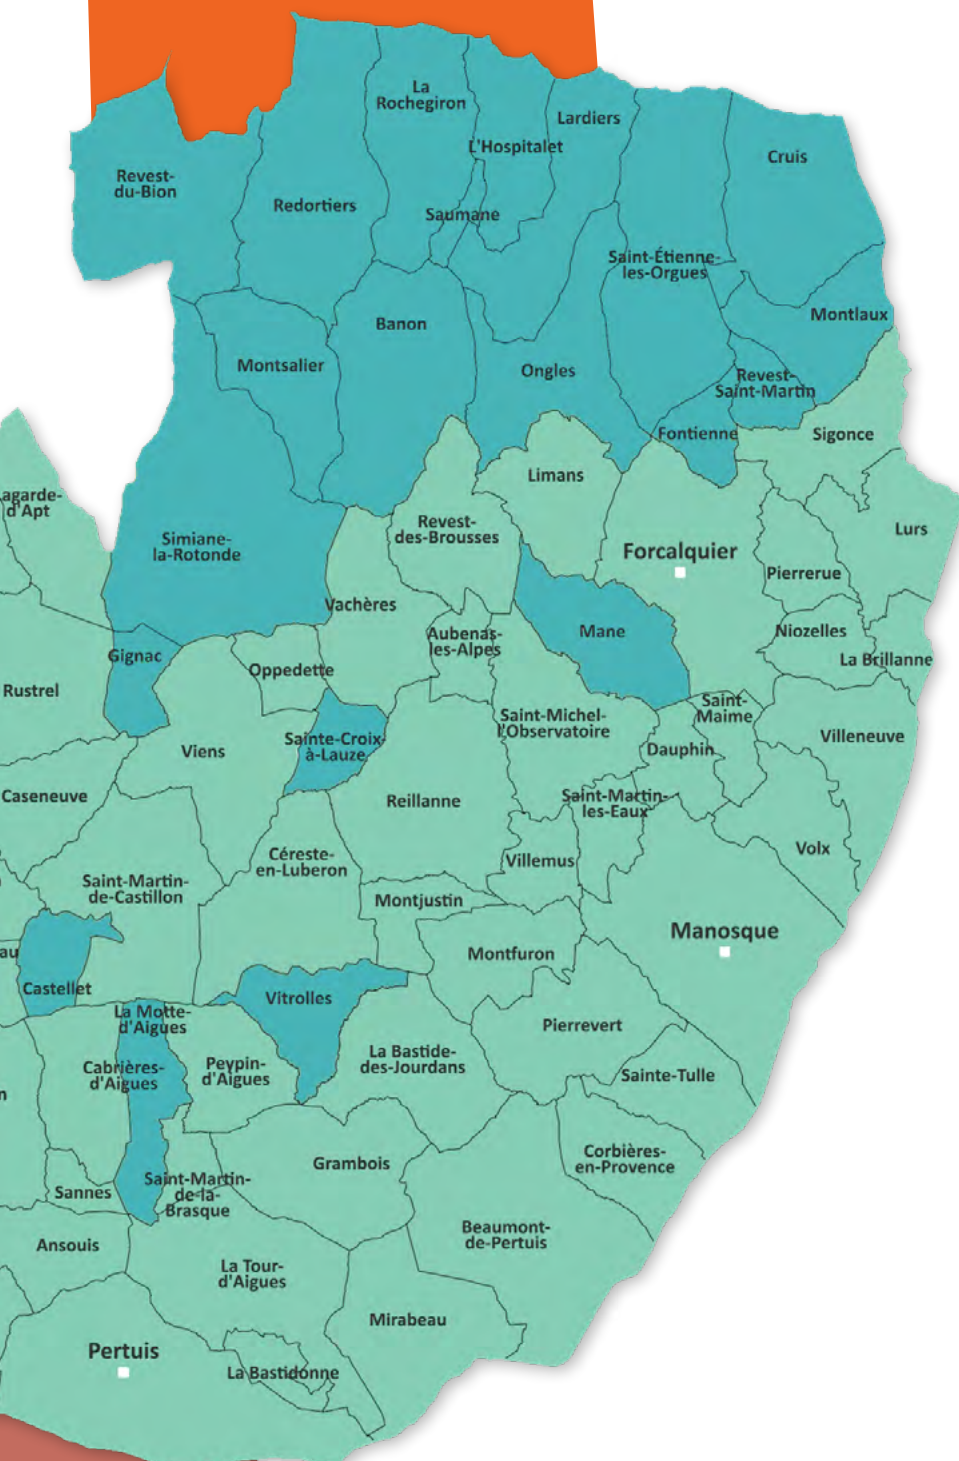 La
Rochegiron
Lardiers
L'Hospitalet
Cruis
Revest-
du-Bion
Redortiers
Saumane
Saint-Étienne-
les-Orgues
Montlaux
Banon
Montsalier
Ongles
Revest-
Saint-Martin
Fontienne
Sigonce
Limans
agarde-
d'Apt
Revest-
des-Brousses
Lurs
Simiane-
la-Rotonde
Forcalquier
Pierrerue
Vachères
Mane
Niozelles
Aubenas-
les-Alpes
Gignac
Oppedette
La Brillanne
Rustrel
Saint-
Maime
Saint-Michel-
l'Observatoire
Villeneuve
Sainte-Croix-
à-Lauze
Viens
Dauphin
Caseneuve
Reillanne
Saint-Martin-
les-Eaux
Volx
Céreste-
en-Luberon
Villemus
Saint-Martin-
de-Castillon
Montjustin
Manosque
au
Montfuron
Castellet
Vitrolles
La Motte-
d'Aigues
Pierrevert
La Bastide-
des-Jourdans
Cabrières-
d'Aigues
Peypin-
d'Aigues
Sainte-Tulle
n
Corbières-
en-Provence
Grambois
Sannes
Saint-Martin-
de-la-
Brasque
Beaumont-
de-Pertuis
Ansouis
La Tour-
d'Aigues
Mirabeau
Pertuis
La Bastidonne